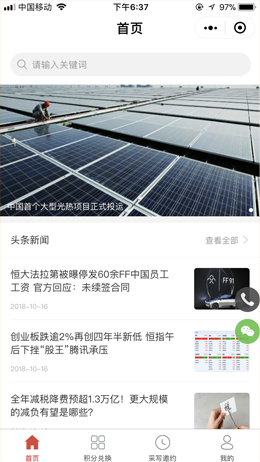 中国移动 下午6:37 97%
首页
请输入关键词
中国首个大型光热项目正式投运
头条新闻 查看全部
恒大法拉第被曝停发60余FF中国员工
工资 官方回应：未续签合同
2018-10-16
FF91
创业板跌逾2%再创四年半新低 恒指午
后下挫“股王”腾讯承压
2018-10-16
全年减税降费预超1.3万亿！更大规模
的减负有望是哪些?
首页 积分兑换 采写邀约 我的